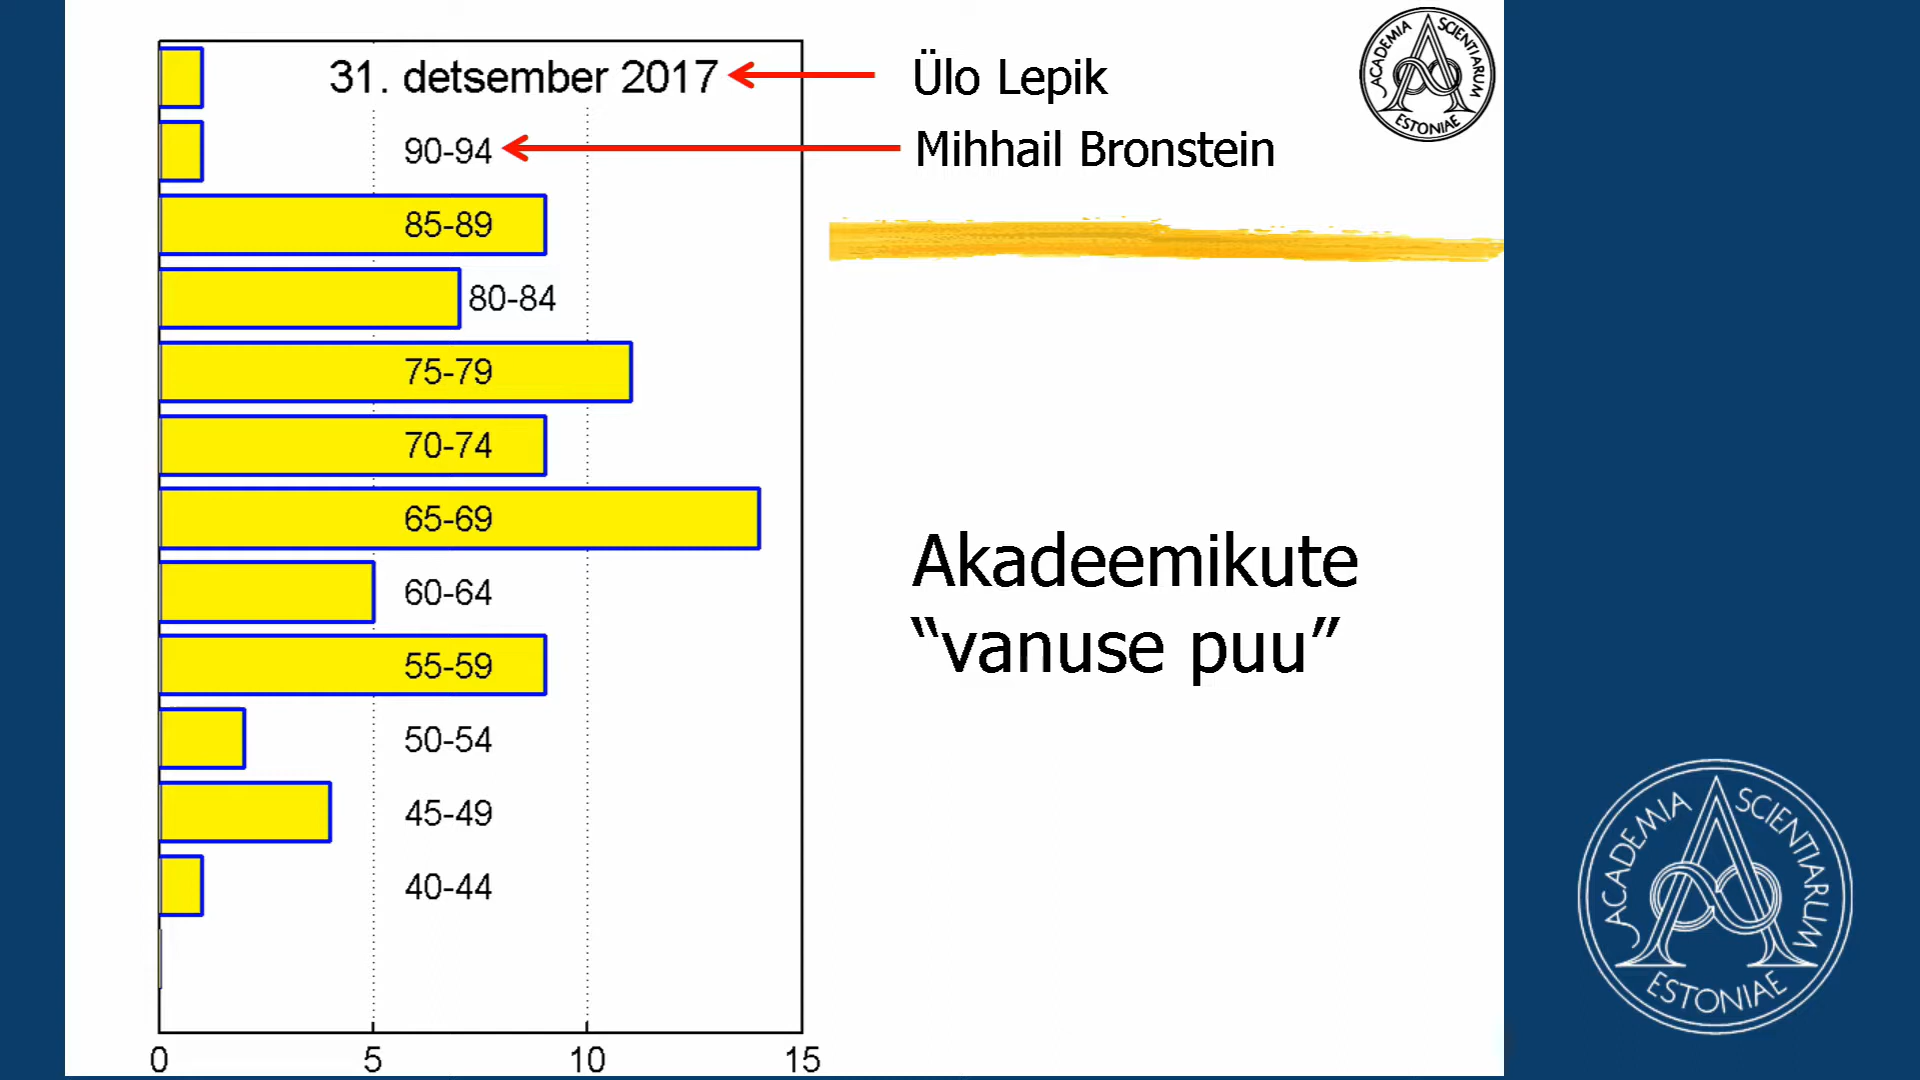 31. detsember 2017
Ülo Lepik
90-94
Mihhail Bronstein
85-89
80-84
75-79
70-74
65-69
60-64
55-59
50-54
45-49
40-44
0 5 10 15
Akadeemikute
“vanuse puu”
ACADEMIA SCIENTIARUM ESTONIAE
ACADEMIA SCIENTIARUM ESTONIAE